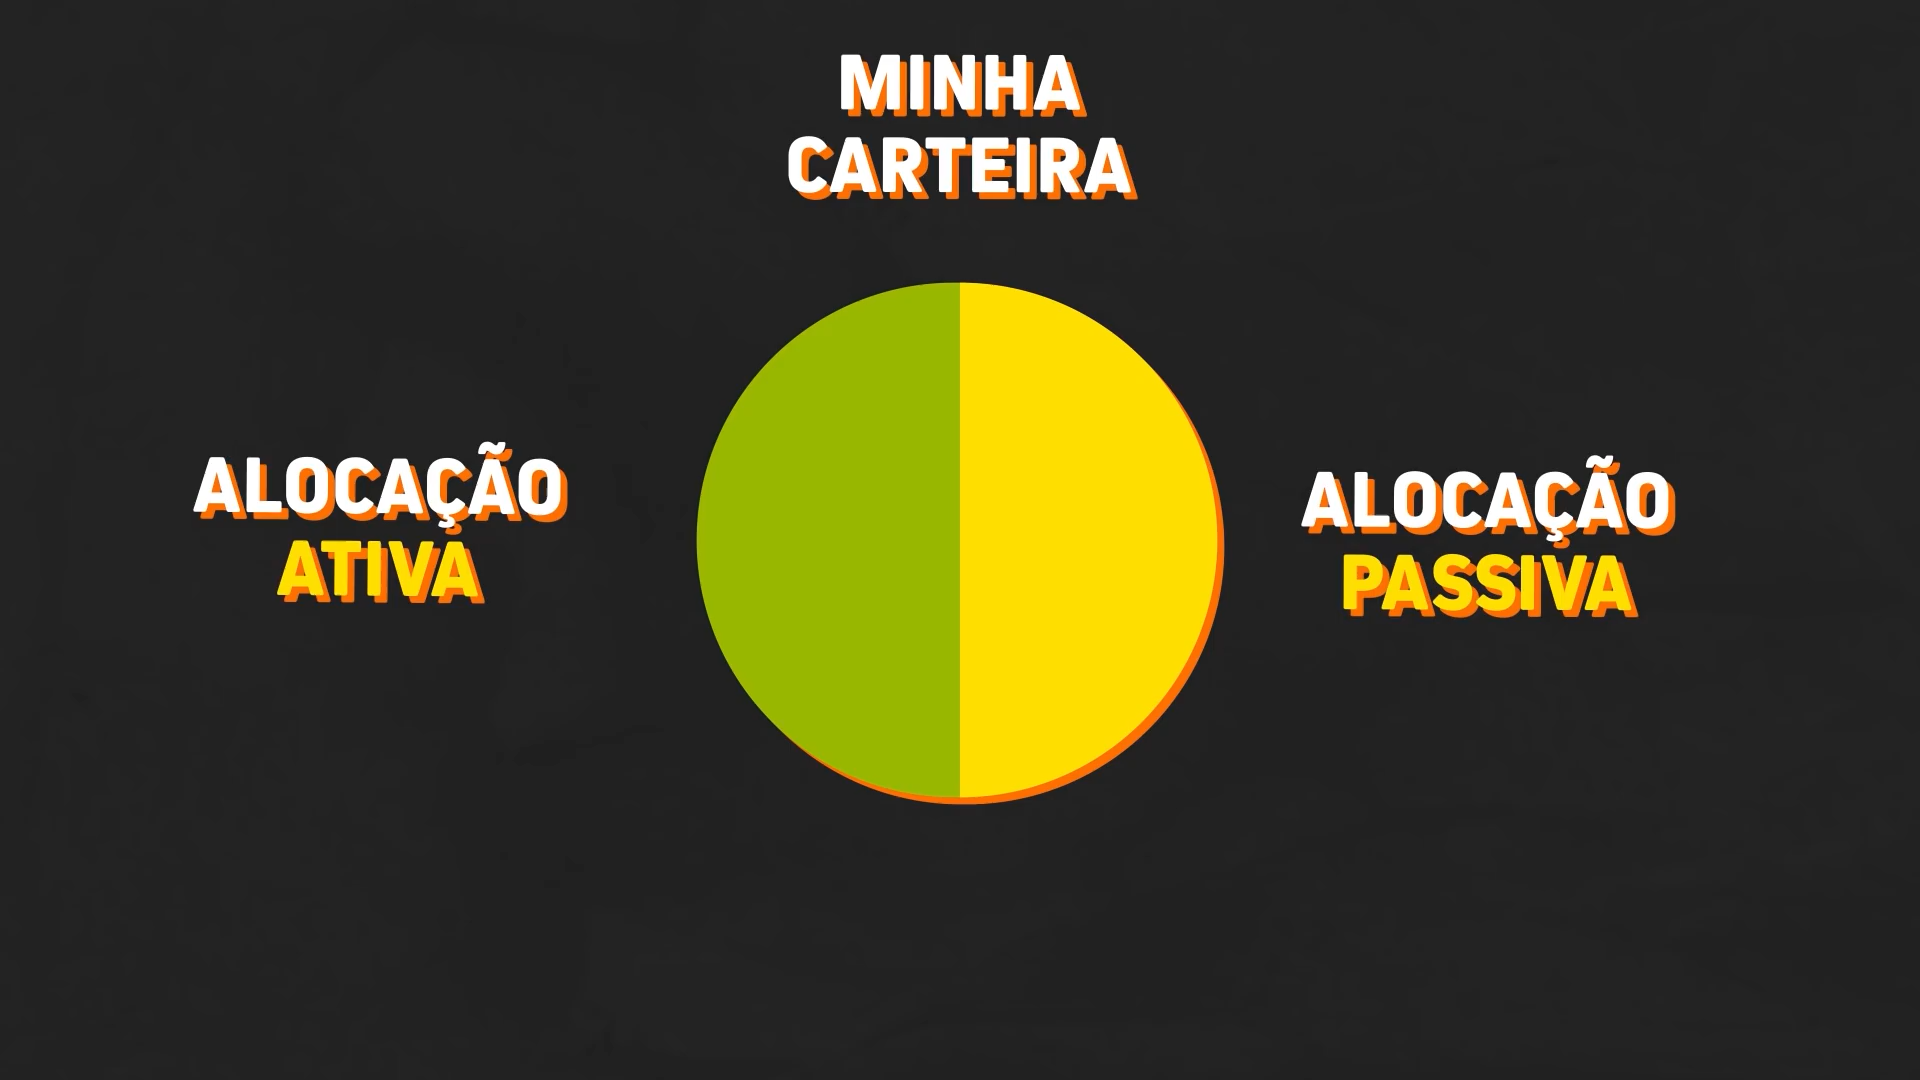 MINHA
CARTEIRA
ALOCAÇÃO
ATIVA
ALOCAÇÃO
PASSIVA